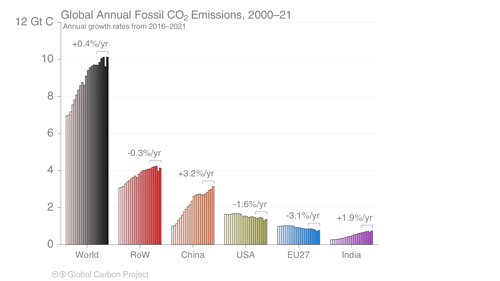 Global Annual Fossil CO₂ Emissions, 2000–21
12 Gt C
Annual growth rates from 2016–2021
+0.4%/yr
10
8
6
-0.3%/yr
4
+3.2%/yr
2
-1.6%/yr
-3.1%/yr
+1.9%/yr
0
World RoW China USA EU27 India
Global Carbon Project